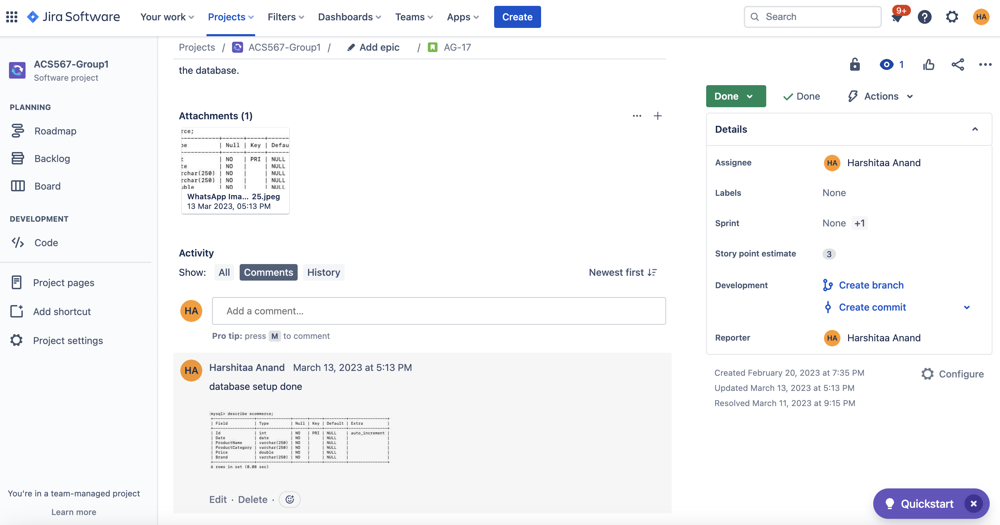 Jira Software Your work Projects Filters Dashboards Teams Apps Create Search 9+ HA
Projects / ACS567-Group1 / Add epic / AG-17
ACS567-Group1
Software project
PLANNING
Roadmap
Backlog
Board
DEVELOPMENT
Code
Project pages
Add shortcut
Project settings
You're in a team-managed project
Learn more
the database.
Attachments (1)
rce;
| Null | Key | Defau
| NO | PRI | NULL
| NO | | NULL
rchar(250) | NO | | NULL
rchar(250) | NO | | NULL
| NO | | NULL
WhatsApp Ima... 25.jpeg
13 Mar 2023, 05:13 PM
Activity
Show: All Comments History Newest first
HA Add a comment...
Pro tip: press M to comment
HA Harshitaa Anand March 13, 2023 at 5:13 PM
database setup done
mysql> describe ecommerce;
| Field | Type | Null | Key | Default | Extra |
| Id | int | NO | PRI | NULL | auto_increment |
| Date | date | NO | | NULL | |
| ProductName | varchar(250) | NO | | NULL | |
| ProductCategory | varchar(250) | NO | | NULL | |
| Price | double | NO | | NULL | |
| Brand | varchar(250) | NO | | NULL | |
6 rows in set (0.08 sec)
Edit · Delete ·
1
Done Done Actions
Details
Assignee HA Harshitaa Anand
Labels None
Sprint None +1
Story point estimate 3
Development Create branch
Create commit
Reporter HA Harshitaa Anand
Created February 20, 2023 at 7:35 PM Configure
Updated March 13, 2023 at 5:13 PM
Resolved March 11, 2023 at 9:15 PM
Quickstart